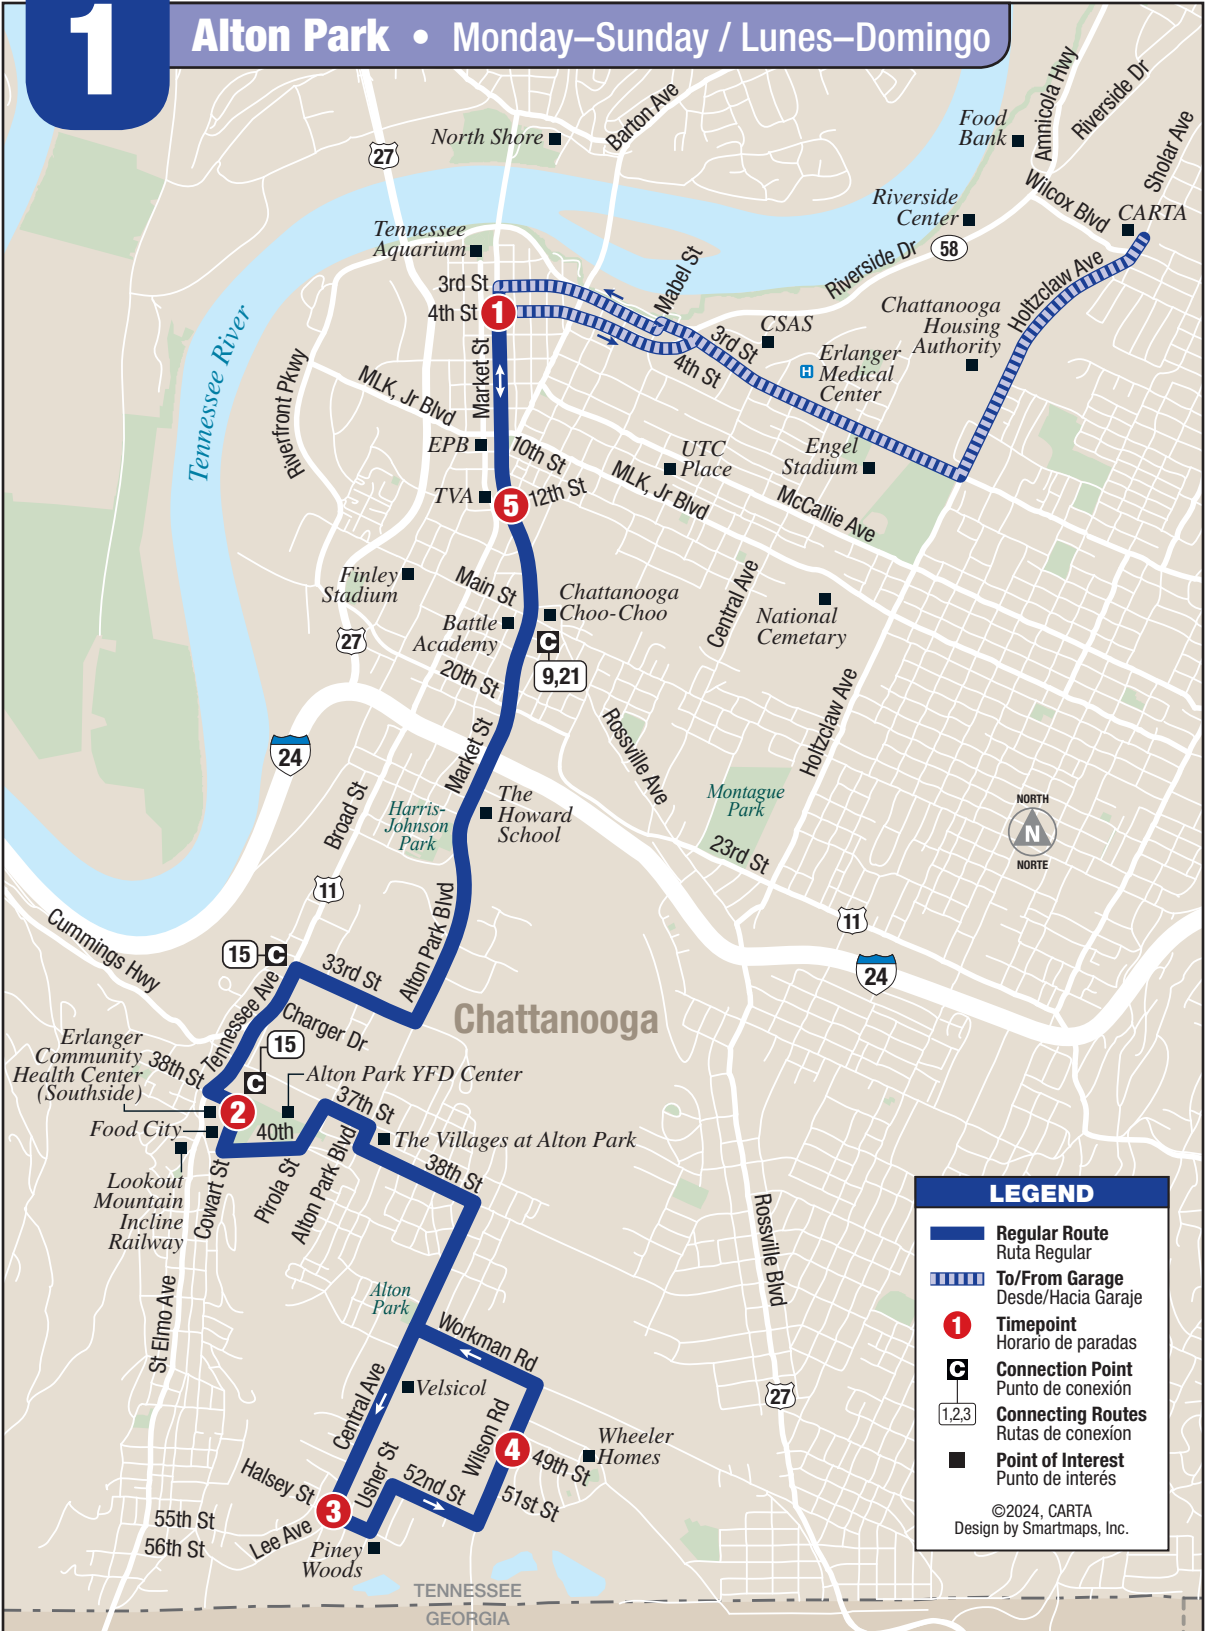 1
Alton Park • Monday–Sunday / Lunes–Domingo
27
North Shore
Barton Ave
Food
Bank
Amnicola Hwy
Riverside Dr
Sholar Ave
Wilcox Blvd
CARTA
Riverside
Center
58
Riverside Dr
Tennessee
Aquarium
Mabel St
3rd St
4th St
1
Holtzclaw Ave
Chattanooga
Housing
Authority
CSAS
3rd St
4th St
H
Erlanger
Medical
Center
Tennessee River
Riverfront Pkwy
Market St
MLK, Jr Blvd
EPB
10th St
UTC
Place
Engel
Stadium
MLK, Jr Blvd
McCallie Ave
TVA
5
12th St
Finley
Stadium
Main St
Chattanooga
Choo-Choo
Battle
Academy
C
9,21
Central Ave
National
Cemetary
27
20th St
24
Market St
Rossville Ave
Holtzclaw Ave
Broad St
Harris-
Johnson
Park
The
Howard
School
Montague
Park
23rd St
NORTH
N
NORTE
11
11
24
Alton Park Blvd
Cummings Hwy
15
C
33rd St
Tennessee Ave
Charger Dr
Chattanooga
15
C
Erlanger
Community
Health Center
(Southside)
38th St
Alton Park YFD Center
2
Food City
40th
37th St
The Villages at Alton Park
38th St
Lookout
Mountain
Incline
Railway
Cowart St
Pirola St
Alton Park Blvd
St Elmo Ave
Alton
Park
Workman Rd
Rossville Blvd
Central Ave
Velsicol
27
Wilson Rd
4
49th St
Wheeler
Homes
51st St
Halsey St
Usher St
52nd St
3
55th St
56th St
Lee Ave
Piney
Woods
TENNESSEE
GEORGIA
LEGEND
Regular Route
Ruta Regular
To/From Garage
Desde/Hacia Garaje
1
Timepoint
Horario de paradas
C
Connection Point
Punto de conexión
1,2,3
Connecting Routes
Rutas de conexíon
Point of Interest
Punto de interés
©2024, CARTA
Design by Smartmaps, Inc.